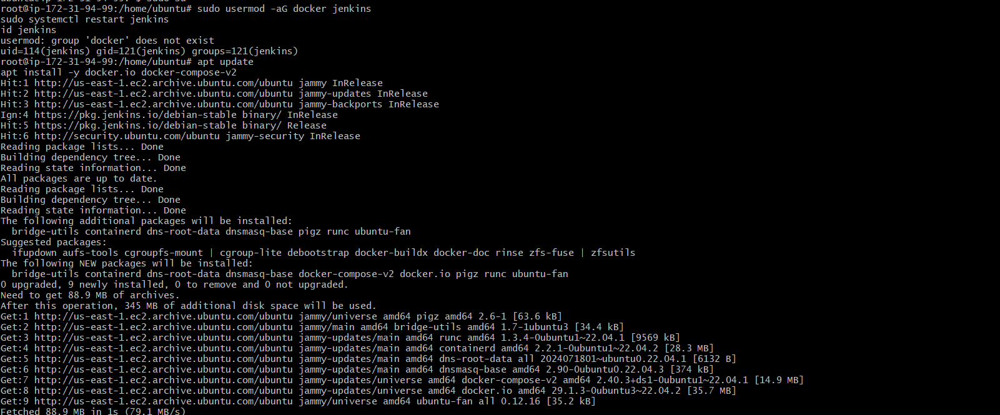 root@ip-172-31-94-99:/home/ubuntu# sudo usermod -aG docker jenkins
sudo systemctl restart jenkins
id jenkins
usermod: group 'docker' does not exist
uid=114(jenkins) gid=121(jenkins) groups=121(jenkins)
root@ip-172-31-94-99:/home/ubuntu# apt update
apt install -y docker.io docker-compose-v2
Hit:1 http://us-east-1.ec2.archive.ubuntu.com/ubuntu jammy InRelease
Hit:2 http://us-east-1.ec2.archive.ubuntu.com/ubuntu jammy-updates InRelease
Hit:3 http://us-east-1.ec2.archive.ubuntu.com/ubuntu jammy-backports InRelease
Ign:4 https://pkg.jenkins.io/debian-stable binary/ InRelease
Hit:5 https://pkg.jenkins.io/debian-stable binary/ Release
Hit:6 http://security.ubuntu.com/ubuntu jammy-security InRelease
Reading package lists... Done
Building dependency tree... Done
Reading state information... Done
All packages are up to date.
Reading package lists... Done
Building dependency tree... Done
Reading state information... Done
The following additional packages will be installed:
  bridge-utils containerd dns-root-data dnsmasq-base pigz runc ubuntu-fan
Suggested packages:
  ifupdown aufs-tools cgroupfs-mount | cgroup-lite debootstrap docker-buildx docker-doc rinse zfs-fuse | zfsutils
The following NEW packages will be installed:
  bridge-utils containerd dns-root-data dnsmasq-base docker-compose-v2 docker.io pigz runc ubuntu-fan
0 upgraded, 9 newly installed, 0 to remove and 0 not upgraded.
Need to get 88.9 MB of archives.
After this operation, 345 MB of additional disk space will be used.
Get:1 http://us-east-1.ec2.archive.ubuntu.com/ubuntu jammy/universe amd64 pigz amd64 2.6-1 [63.6 kB]
Get:2 http://us-east-1.ec2.archive.ubuntu.com/ubuntu jammy/main amd64 bridge-utils amd64 1.7-1ubuntu3 [34.4 kB]
Get:3 http://us-east-1.ec2.archive.ubuntu.com/ubuntu jammy-updates/main amd64 runc amd64 1.3.4-0ubuntu1~22.04.1 [9569 kB]
Get:4 http://us-east-1.ec2.archive.ubuntu.com/ubuntu jammy-updates/main amd64 containerd amd64 2.2.1-0ubuntu1~22.04.2 [28.3 MB]
Get:5 http://us-east-1.ec2.archive.ubuntu.com/ubuntu jammy-updates/main amd64 dns-root-data all 2024071801~ubuntu0.22.04.1 [6132 B]
Get:6 http://us-east-1.ec2.archive.ubuntu.com/ubuntu jammy-updates/main amd64 dnsmasq-base amd64 2.90-0ubuntu0.22.04.3 [374 kB]
Get:7 http://us-east-1.ec2.archive.ubuntu.com/ubuntu jammy-updates/universe amd64 docker-compose-v2 amd64 2.40.3+ds1-0ubuntu1~22.04.1 [14.9 MB]
Get:8 http://us-east-1.ec2.archive.ubuntu.com/ubuntu jammy-updates/universe amd64 docker.io amd64 29.1.3-0ubuntu3~22.04.2 [35.7 MB]
Get:9 http://us-east-1.ec2.archive.ubuntu.com/ubuntu jammy/universe amd64 ubuntu-fan all 0.12.16 [35.2 kB]
Fetched 88.9 MB in 1s (79.1 MB/s)